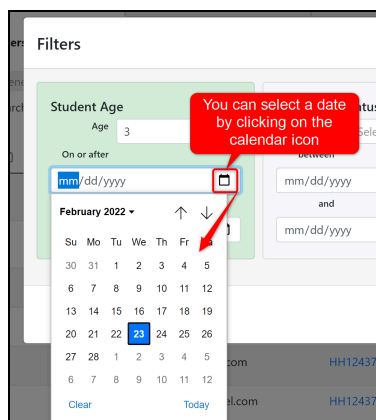 Filters
Student Age
Age 3
On or after
mm/dd/yyyy
You can select a date
by clicking on the
calendar icon
between
mm/dd/yyyy
and
mm/dd/yyyy
February 2022
Su Mo Tu We Th Fr
30 31 1 2 3 4 5
6 7 8 9 10 11 12
13 14 15 16 17 18 19
20 21 22 23 24 25 26
27 28 1 2 3 4 5
6 7 8 9 10 11 12
Clear Today
.com HH12437
el.com HH12437